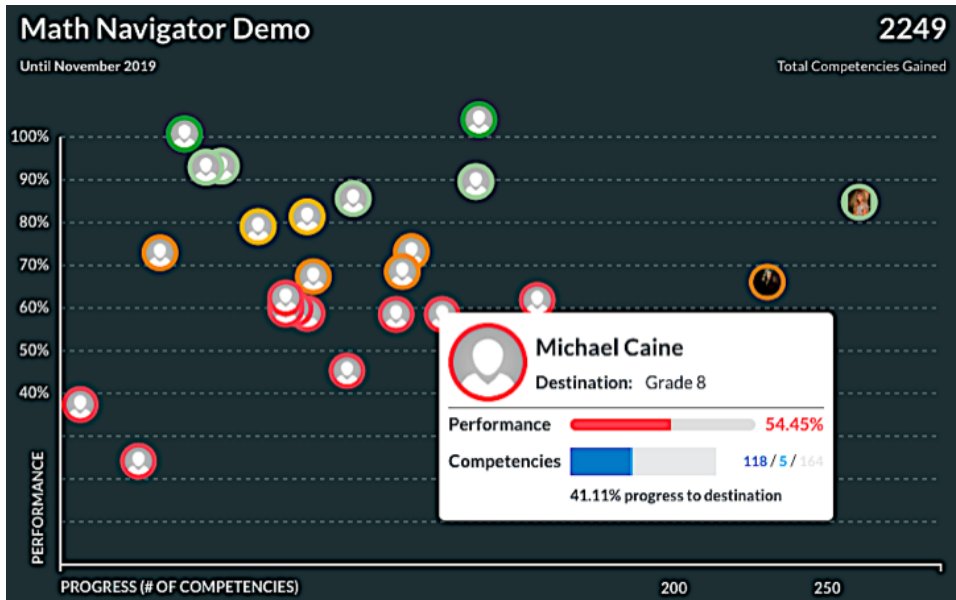 Math Navigator Demo
2249
Until November 2019
Total Competencies Gained
100%
90%
80%
70%
60%
50%
40%
PERFORMANCE
Michael Caine
Destination: Grade 8
Performance 54.45%
Competencies 118 / 5 / 164
41.11% progress to destination
PROGRESS (# OF COMPETENCIES)
200
250